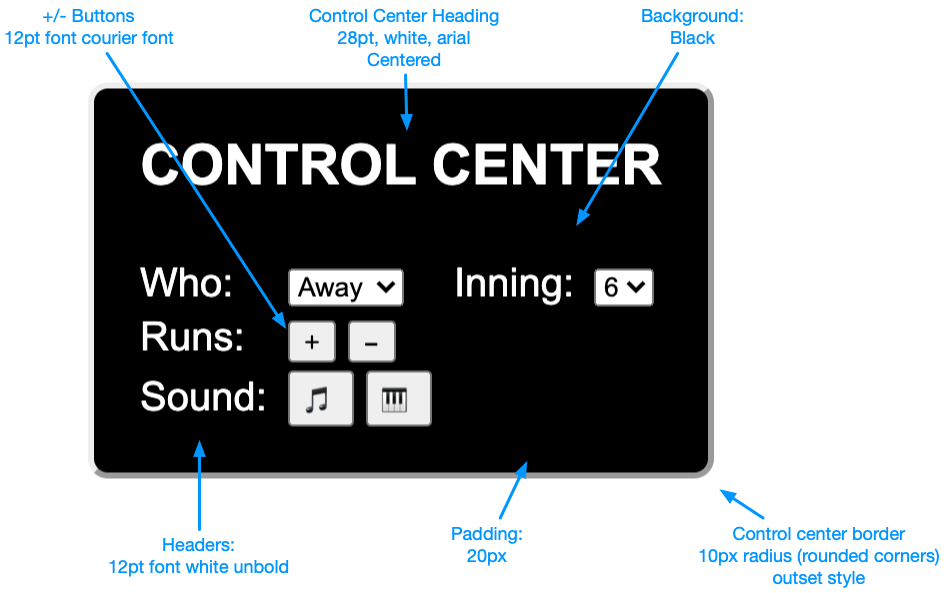 +/- Buttons
12pt font courier font
Control Center Heading
28pt, white, arial
Centered
Background:
Black
CONTROL CENTER
Who: Away Inning: 6
Runs: + -
Sound:
Headers:
12pt font white unbold
Padding:
20px
Control center border
10px radius (rounded corners)
outset style